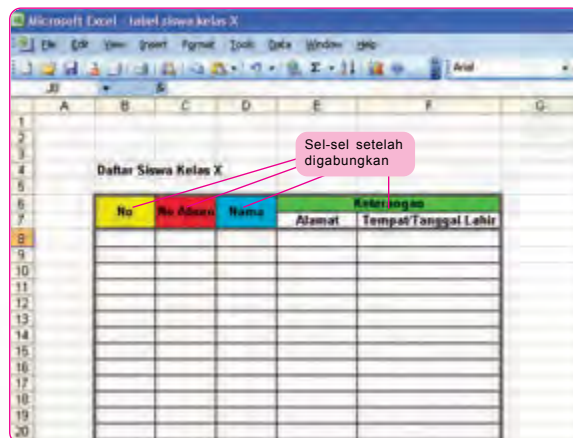 Microsoft Excel - tabel siswa kelas X
File Edit View Insert Format Tools Data Window Help
Arial
A B C D E F G
1
2
3
Sel-sel setelah
digabungkan
4 Daftar Siswa Kelas X
5
6 No No Absen Nama Keterangan
7 Alamat Tempat/Tanggal Lahir
8
9
10
11
12
13
14
15
16
17
18
19
20